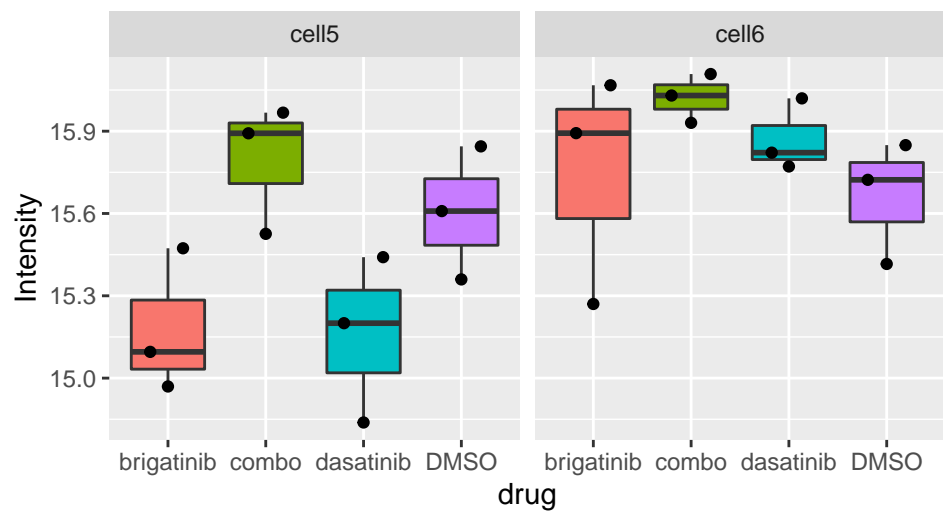 cell5 cell6
Intensity
15.9
15.6
15.3
15.0
brigatinib combo dasatinib DMSO brigatinib combo dasatinib DMSO
drug